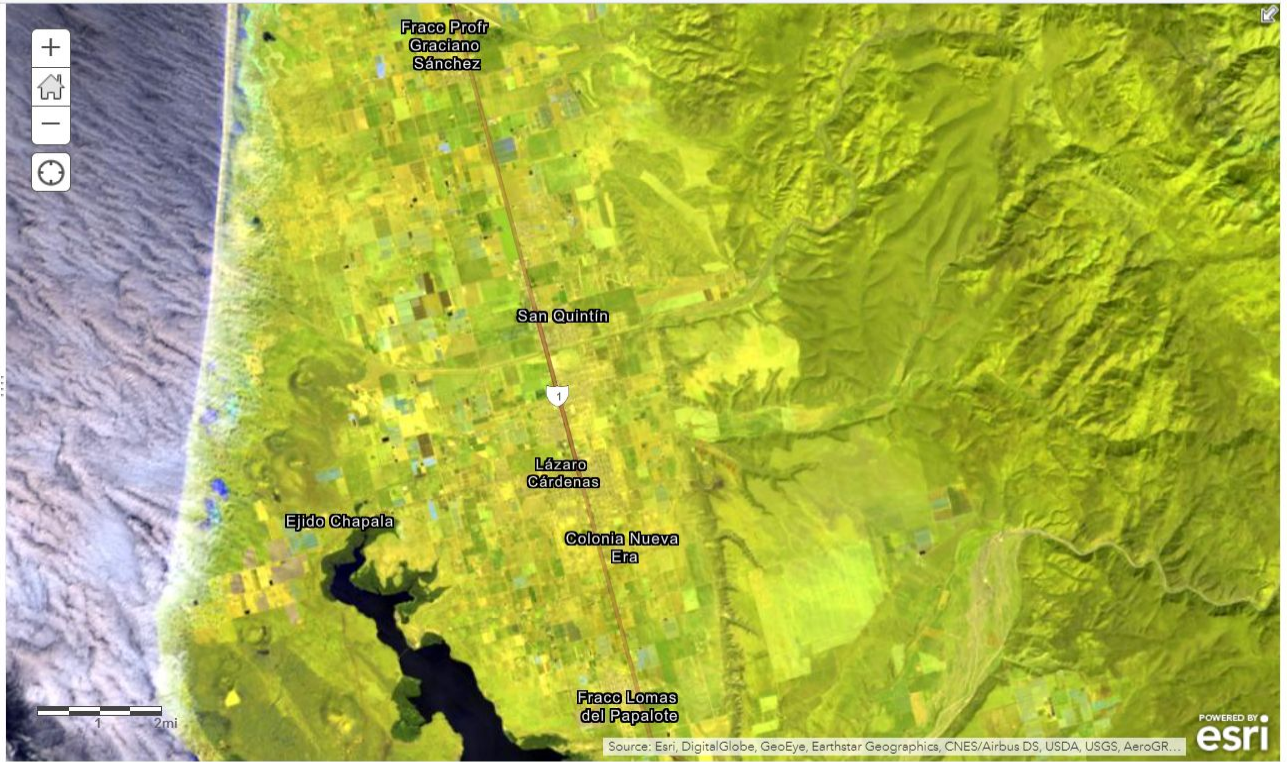 Fracc Profr
Graciano
Sánchez
+
−
San Quintín
1
Lázaro
Cárdenas
Ejido Chapala
Colonia Nueva
Era
Fracc Lomas
del Papalote
1 2mi
POWERED BY
esri
Source: Esri, DigitalGlobe, GeoEye, Earthstar Geographics, CNES/Airbus DS, USDA, USGS, AeroGR...